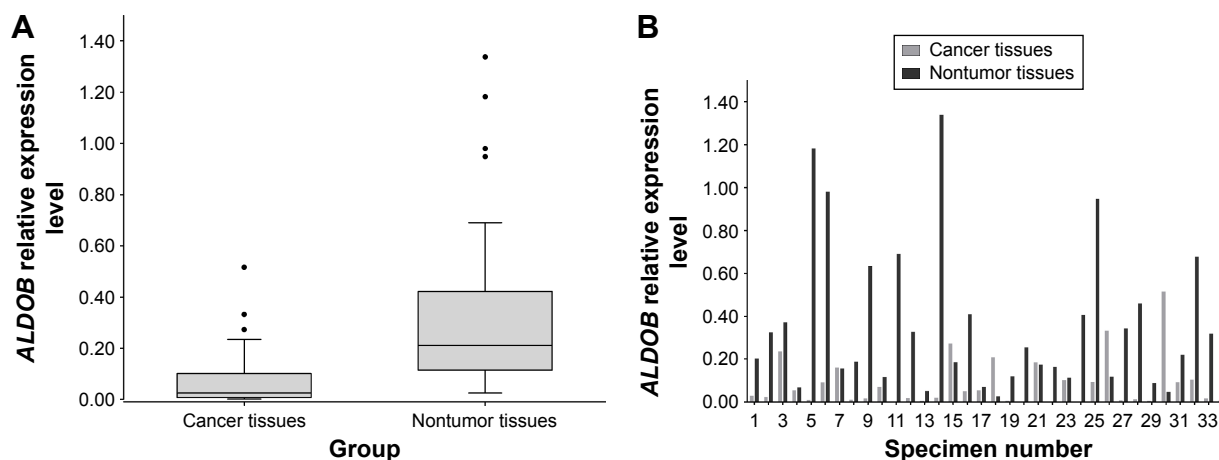 A
ALDOB relative expression
level
1.40
1.20
1.00
0.80
0.60
0.40
0.20
0.00
Cancer tissues Nontumor tissues
Group
B
Cancer tissues
Nontumor tissues
ALDOB relative expression
level
1.40
1.20
1.00
0.80
0.60
0.40
0.20
0.00
1 3 5 7 9 11 13 15 17 19 21 23 25 27 29 31 33
Specimen number